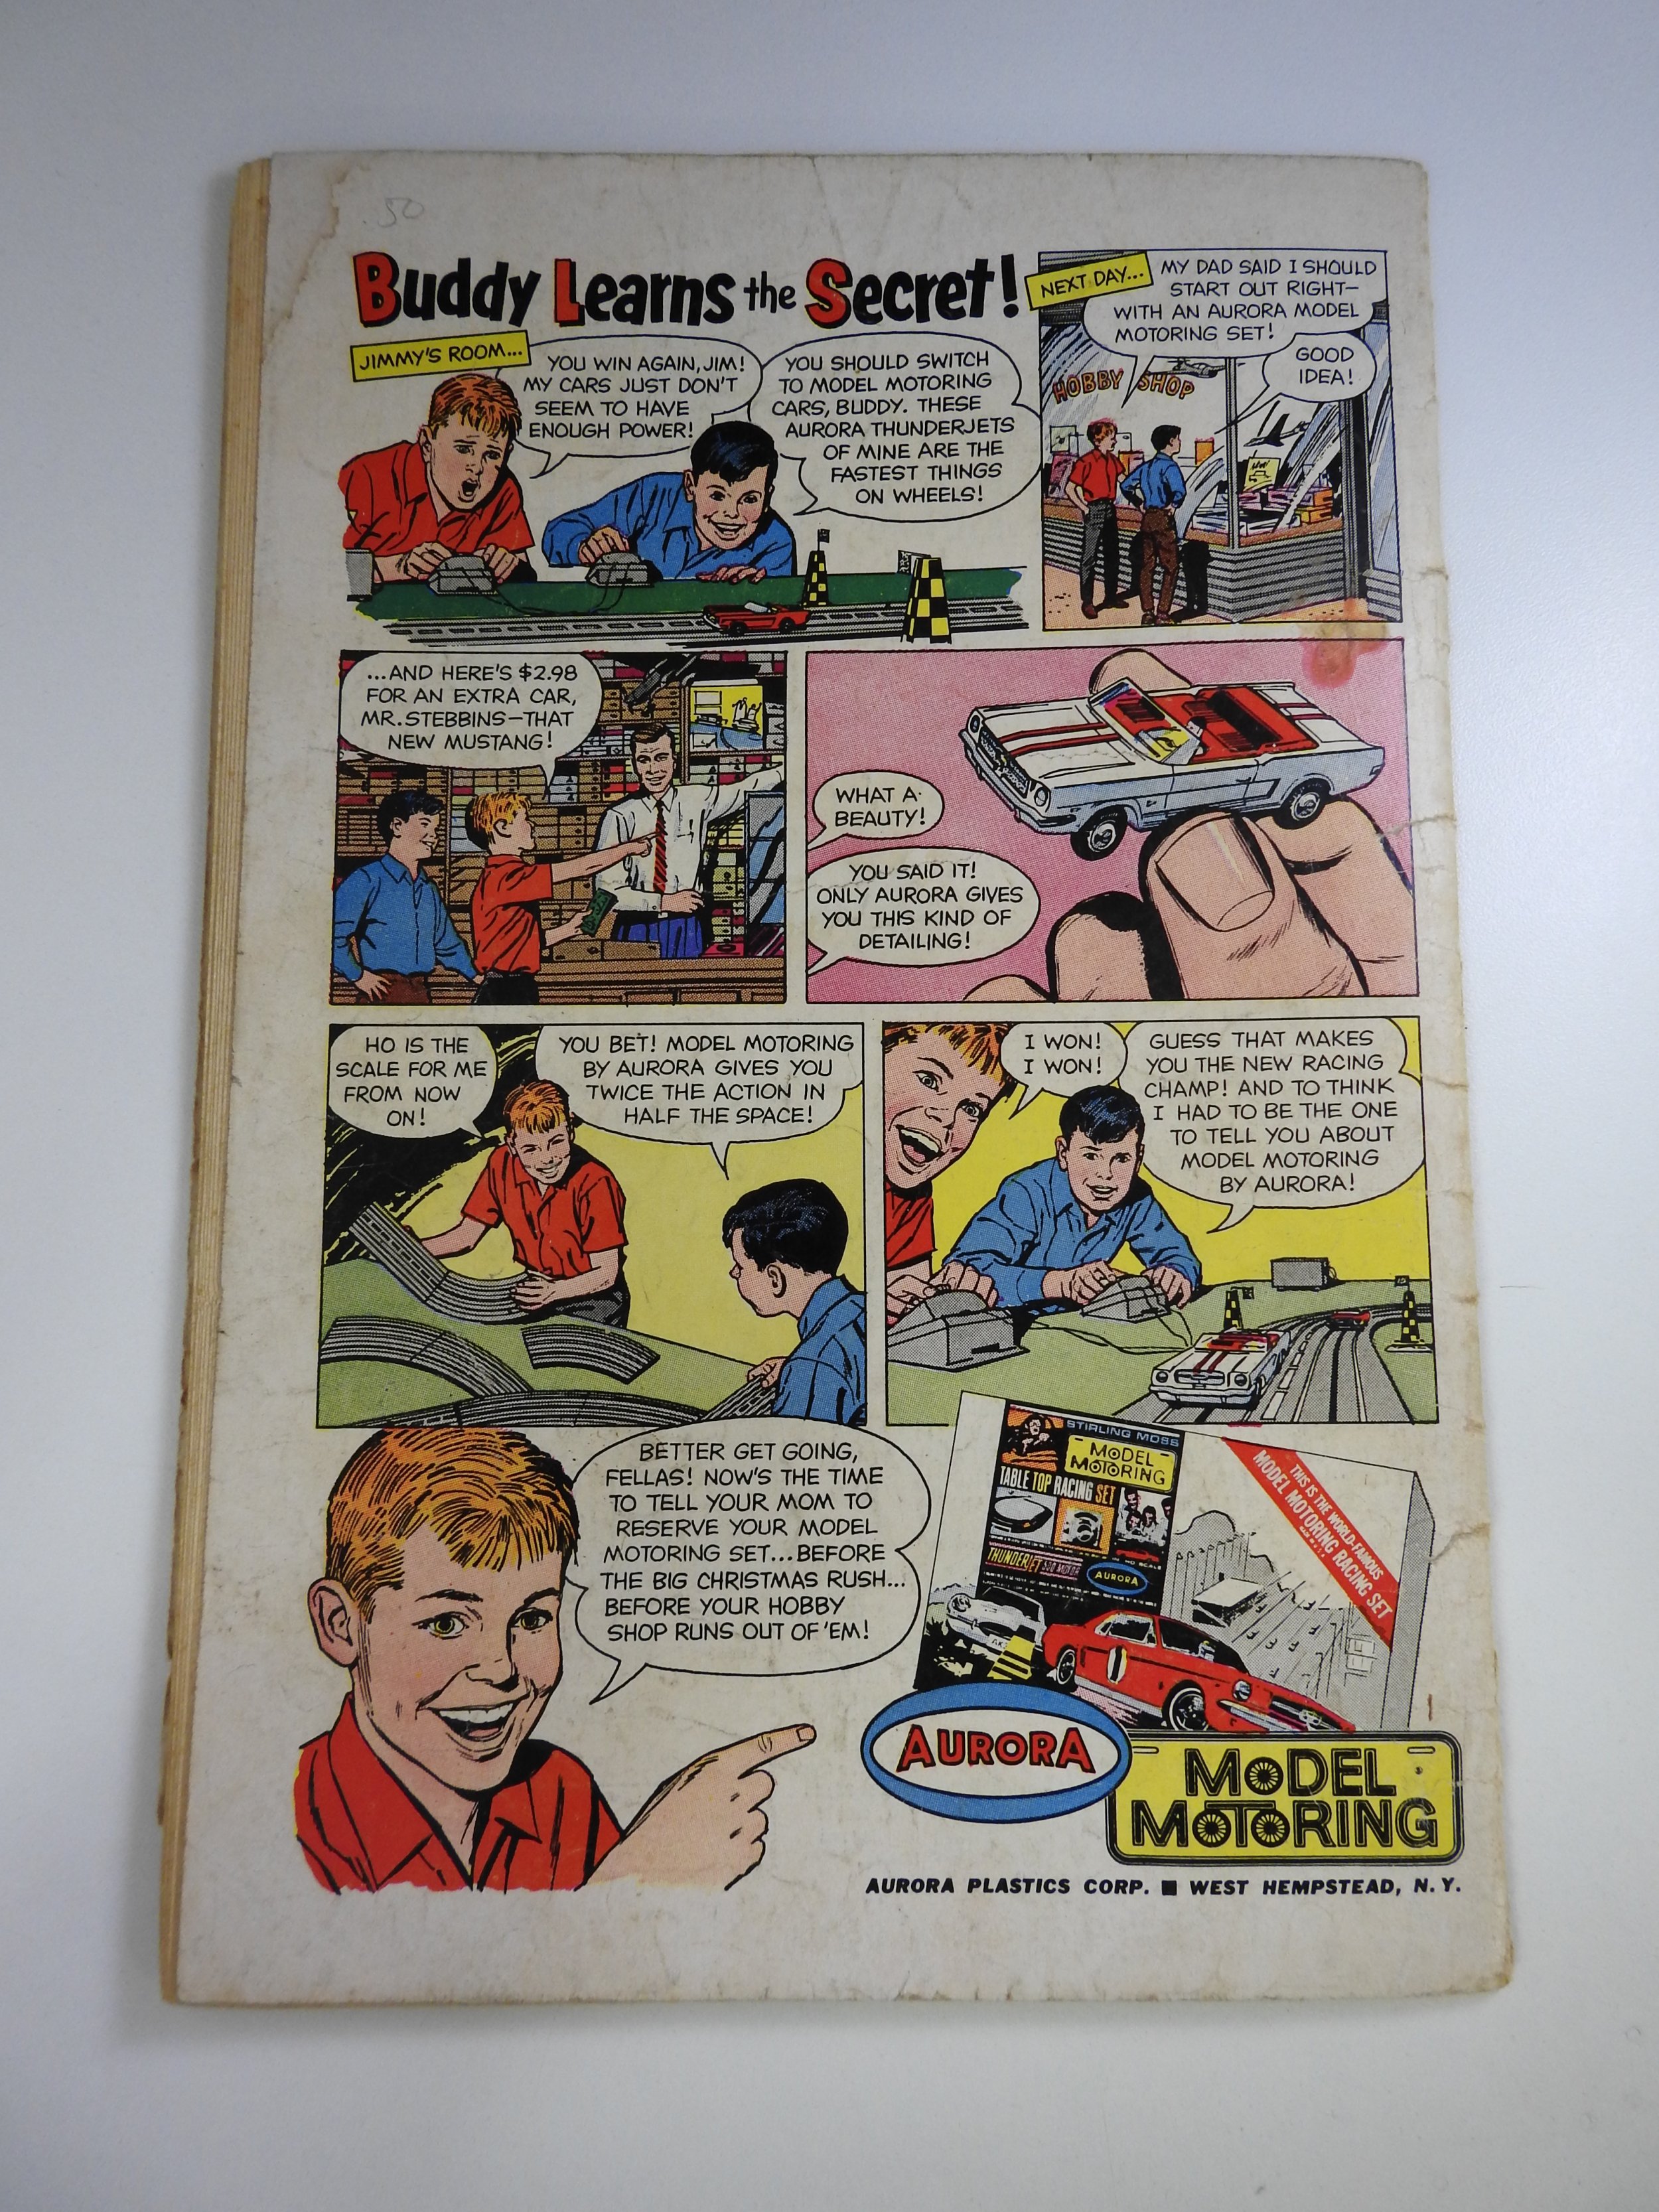 .50
Buddy Learns the Secret!
JIMMY'S ROOM...
YOU WIN AGAIN, JIM!
MY CARS JUST DON'T
SEEM TO HAVE
ENOUGH POWER!
YOU SHOULD SWITCH
TO MODEL MOTORING
CARS, BUDDY. THESE
AURORA THUNDERJETS
OF MINE ARE THE
FASTEST THINGS
ON WHEELS!
NEXT DAY...
MY DAD SAID I SHOULD
START OUT RIGHT—
WITH AN AURORA MODEL
MOTORING SET!
GOOD
IDEA!
HOBBY SHOP
...AND HERE'S $2.98
FOR AN EXTRA CAR,
MR. STEBBINS—THAT
NEW MUSTANG!
WHAT A
BEAUTY!
YOU SAID IT!
ONLY AURORA GIVES
YOU THIS KIND OF
DETAILING!
HO IS THE
SCALE FOR ME
FROM NOW
ON!
YOU BET! MODEL MOTORING
BY AURORA GIVES YOU
TWICE THE ACTION IN
HALF THE SPACE!
I WON!
I WON!
GUESS THAT MAKES
YOU THE NEW RACING
CHAMP! AND TO THINK
I HAD TO BE THE ONE
TO TELL YOU ABOUT
MODEL MOTORING
BY AURORA!
BETTER GET GOING,
FELLAS! NOW'S THE TIME
TO TELL YOUR MOM TO
RESERVE YOUR MODEL
MOTORING SET...BEFORE
THE BIG CHRISTMAS RUSH...
BEFORE YOUR HOBBY
SHOP RUNS OUT OF 'EM!
STIRLING MOSS
MODEL
MOTORING
TABLE TOP RACING SET
IN HO SCALE
THUNDERJET 500 MOTOR
AURORA
THIS IS THE WORLD-FAMOUS
MODEL MOTORING RACING SET
AURORA
MODEL
MOTORING
AURORA PLASTICS CORP. ■ WEST HEMPSTEAD, N.Y.